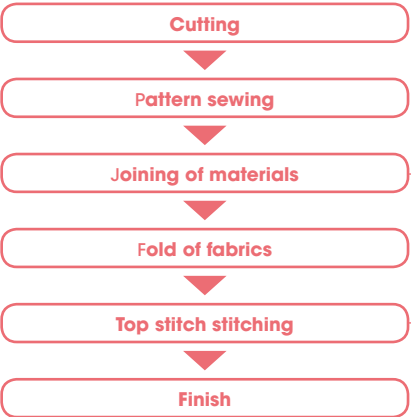 Cutting
Pattern sewing
Joining of materials
Fold of fabrics
Top stitch stitching
Finish